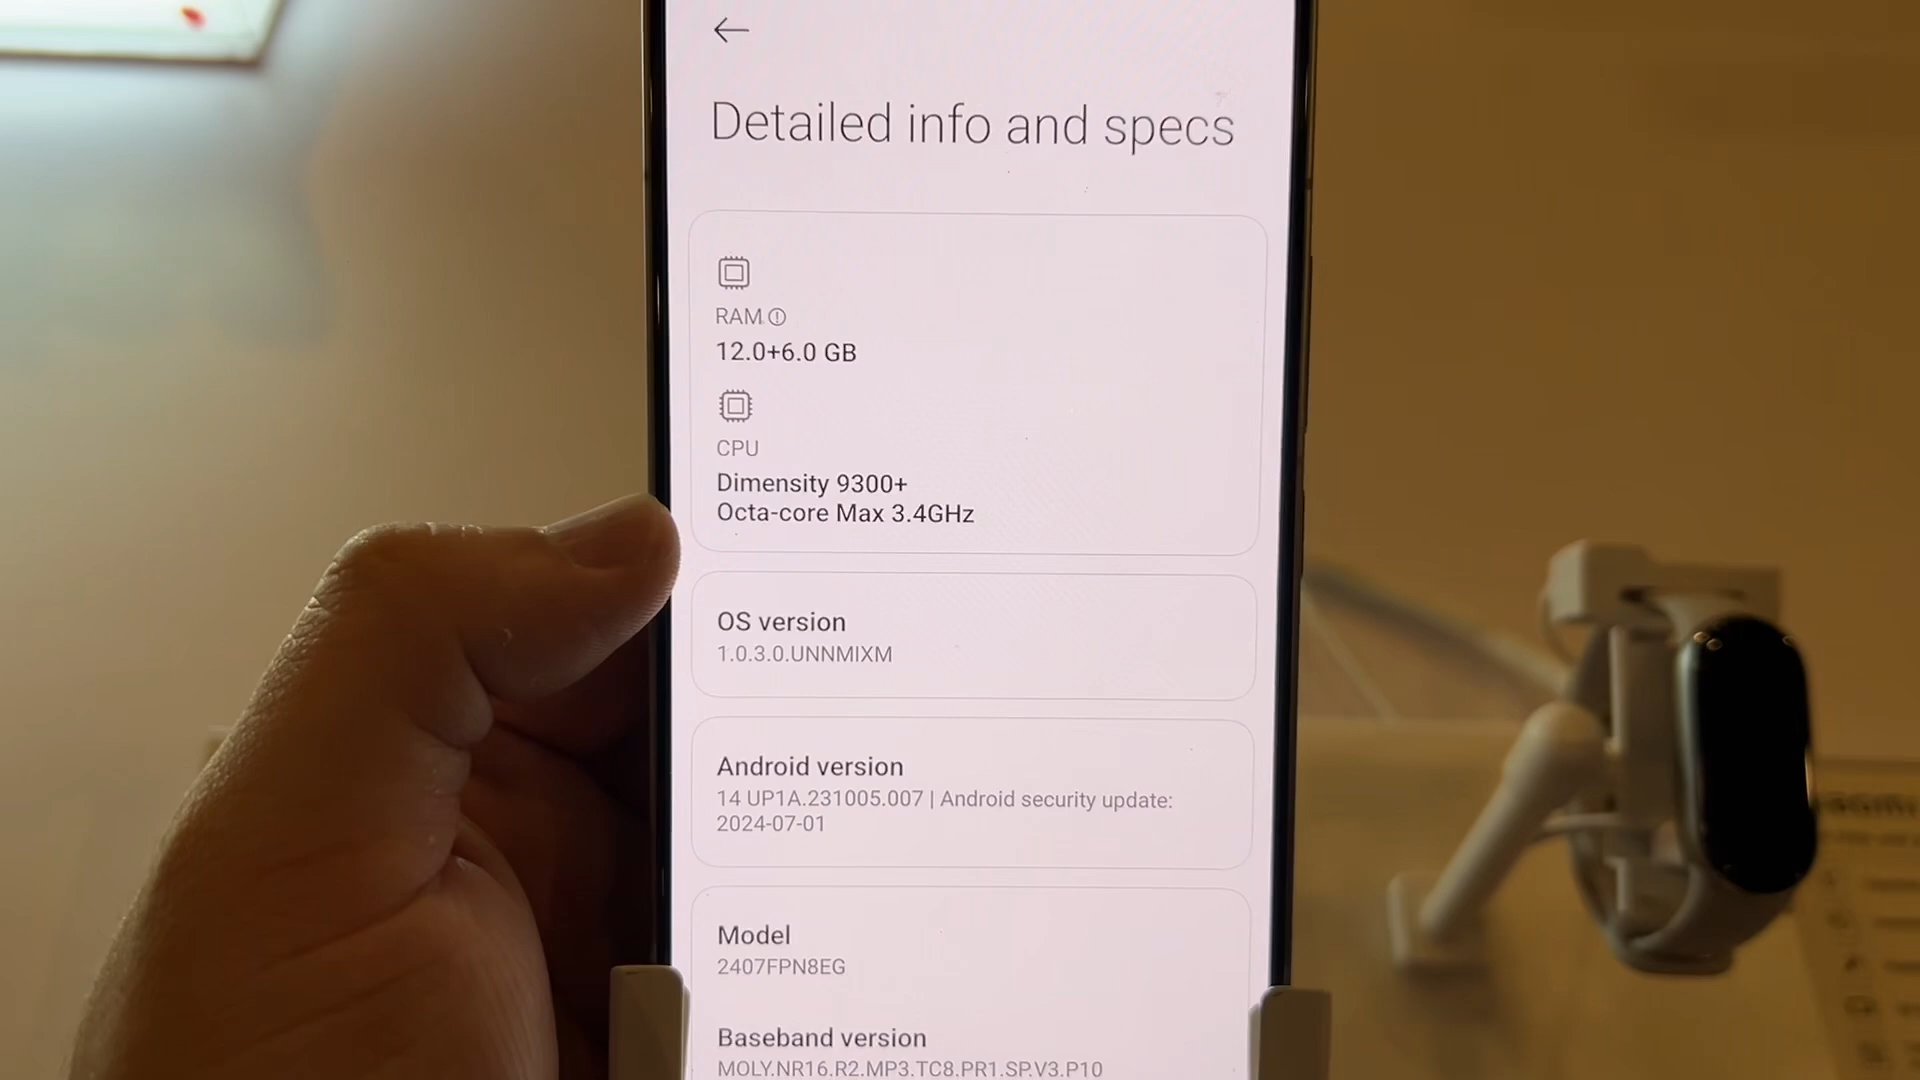 Detailed info and specs
RAM
12.0+6.0 GB
CPU
Dimensity 9300+
Octa-core Max 3.4GHz
OS version
1.0.3.0.UNNMIXM
Android version
14 UP1A.231005.007 | Android security update:
2024-07-01
Model
2407FPN8EG
Baseband version
MOLY.NR16.R2.MP3.TC8.PR1.SP.V3.P10